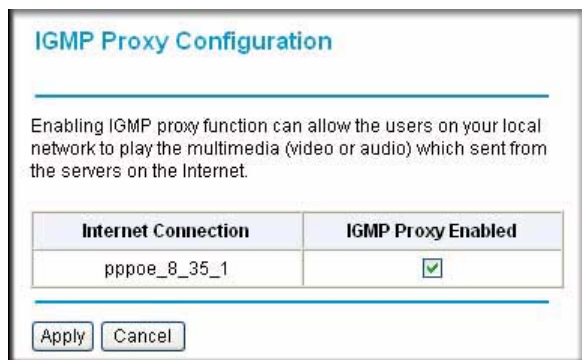 IGMP Proxy Configuration
Enabling IGMP proxy function can allow the users on your local
network to play the multimedia (video or audio) which sent from
the servers on the Internet.
Internet Connection IGMP Proxy Enabled
pppoe_8_35_1
Apply Cancel